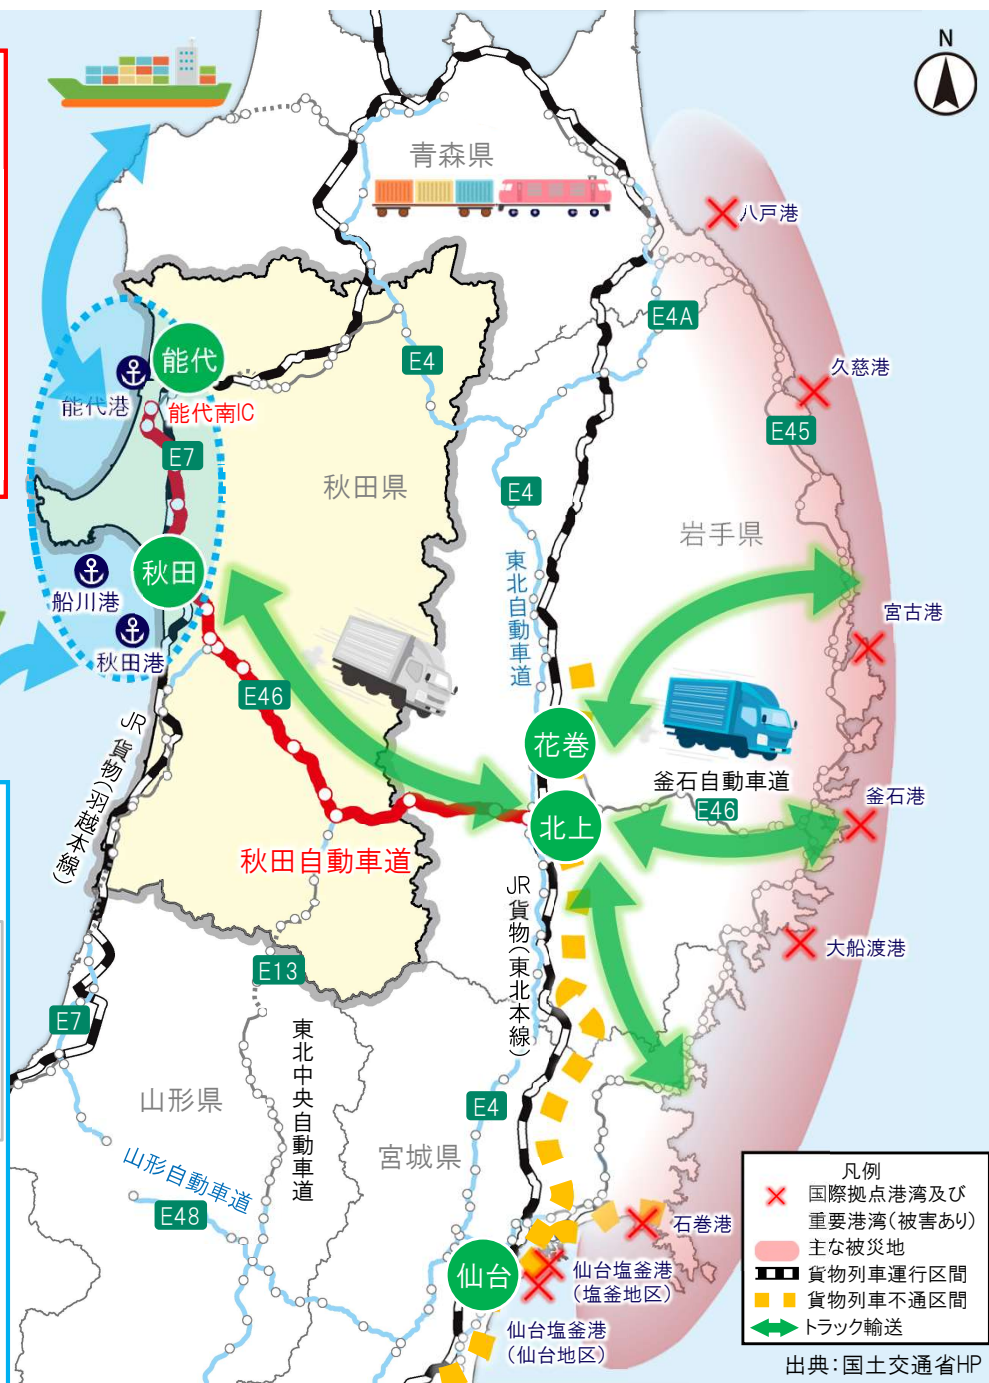 N
青森県
八戸港
E4A
能代
E4
久慈港
能代港
能代南IC
E45
E7
秋田県
E4
岩手県
東北自動車道
秋田
船川港
宮古港
秋田港
E46
JR貨物(羽越本線)
花巻
釜石自動車道
E46
釜石港
北上
秋田自動車道
JR貨物(東北本線)
大船渡港
E13
E7
東北中央自動車道
山形県
E4
宮城県
山形自動車道
E48
石巻港
仙台
仙台塩釜港
(塩釜地区)
仙台塩釜港
(仙台地区)
凡例
国際拠点港湾及び
重要港湾(被害あり)
主な被災地
貨物列車運行区間
貨物列車不通区間
トラック輸送
出典:国土交通省HP